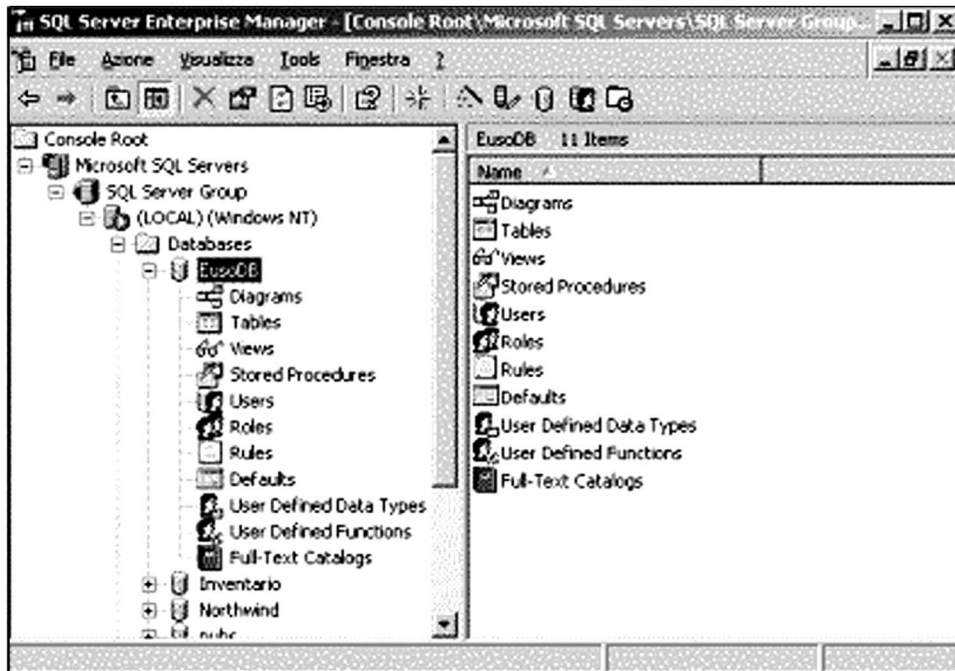 SQL Server Enterprise Manager - [Console Root\Microsoft SQL Servers\SQL Server Group...
File Azione Visualizza Tools Finestra ?
Console Root
Microsoft SQL Servers
SQL Server Group
(LOCAL) (Windows NT)
Databases
EusoDB
Diagrams
Tables
Views
Stored Procedures
Users
Roles
Rules
Defaults
User Defined Data Types
User Defined Functions
Full-Text Catalogs
Inventario
Northwind
pubs
EusoDB 11 Items
Name
Diagrams
Tables
Views
Stored Procedures
Users
Roles
Rules
Defaults
User Defined Data Types
User Defined Functions
Full-Text Catalogs